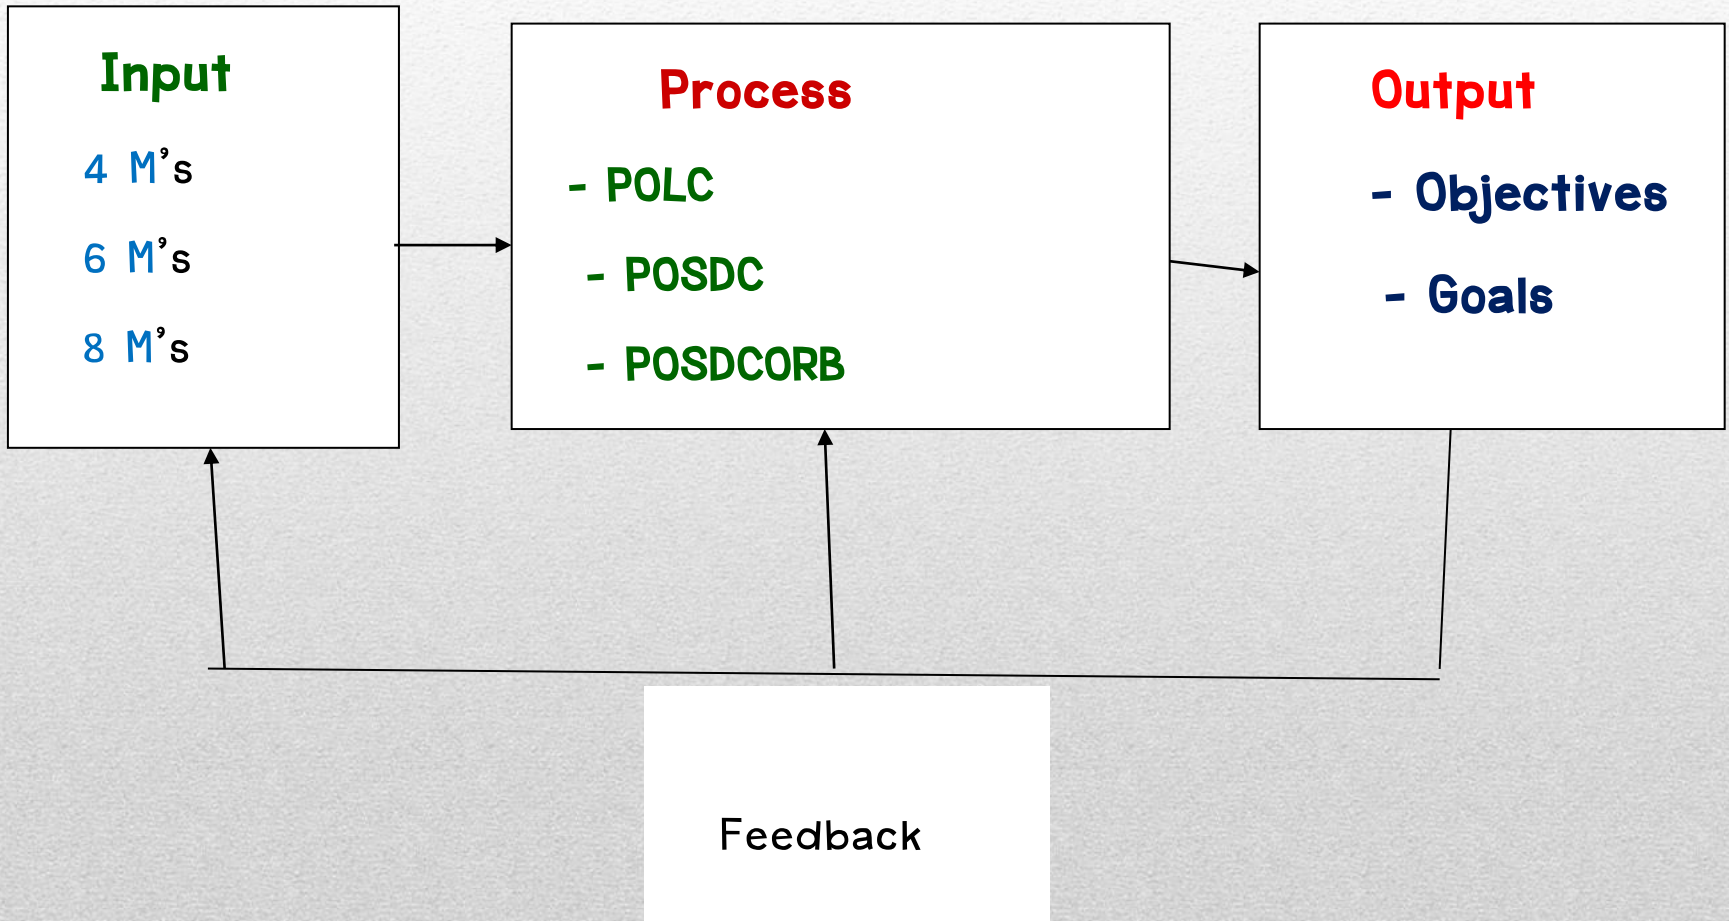 Input
4 M's
6 M's
8 M's
Process
- POLC
- POSDC
- POSDCORB
Output
- Objectives
- Goals
Feedback